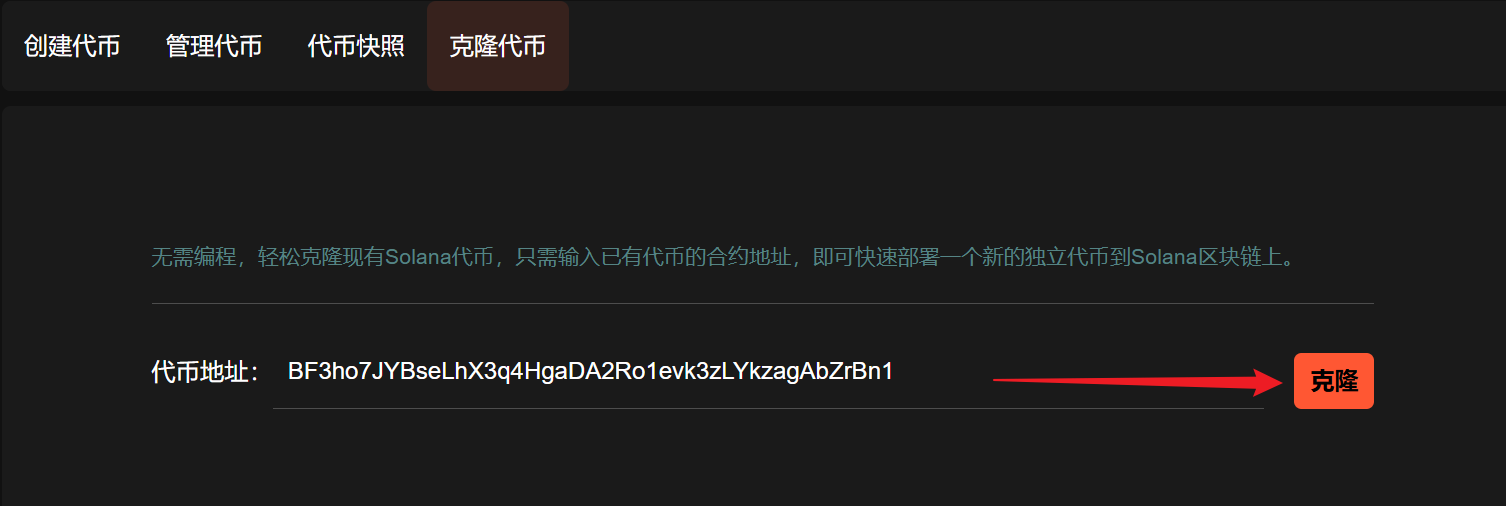 创建代币 管理代币 代币快照 克隆代币
无需编程，轻松克隆现有Solana代币，只需输入已有代币的合约地址，即可快速部署一个新的独立代币到Solana区块链上。
代币地址： BF3ho7JYBseLhX3q4HgaDA2Ro1evk3zLYkzagAbZrBn1 克隆